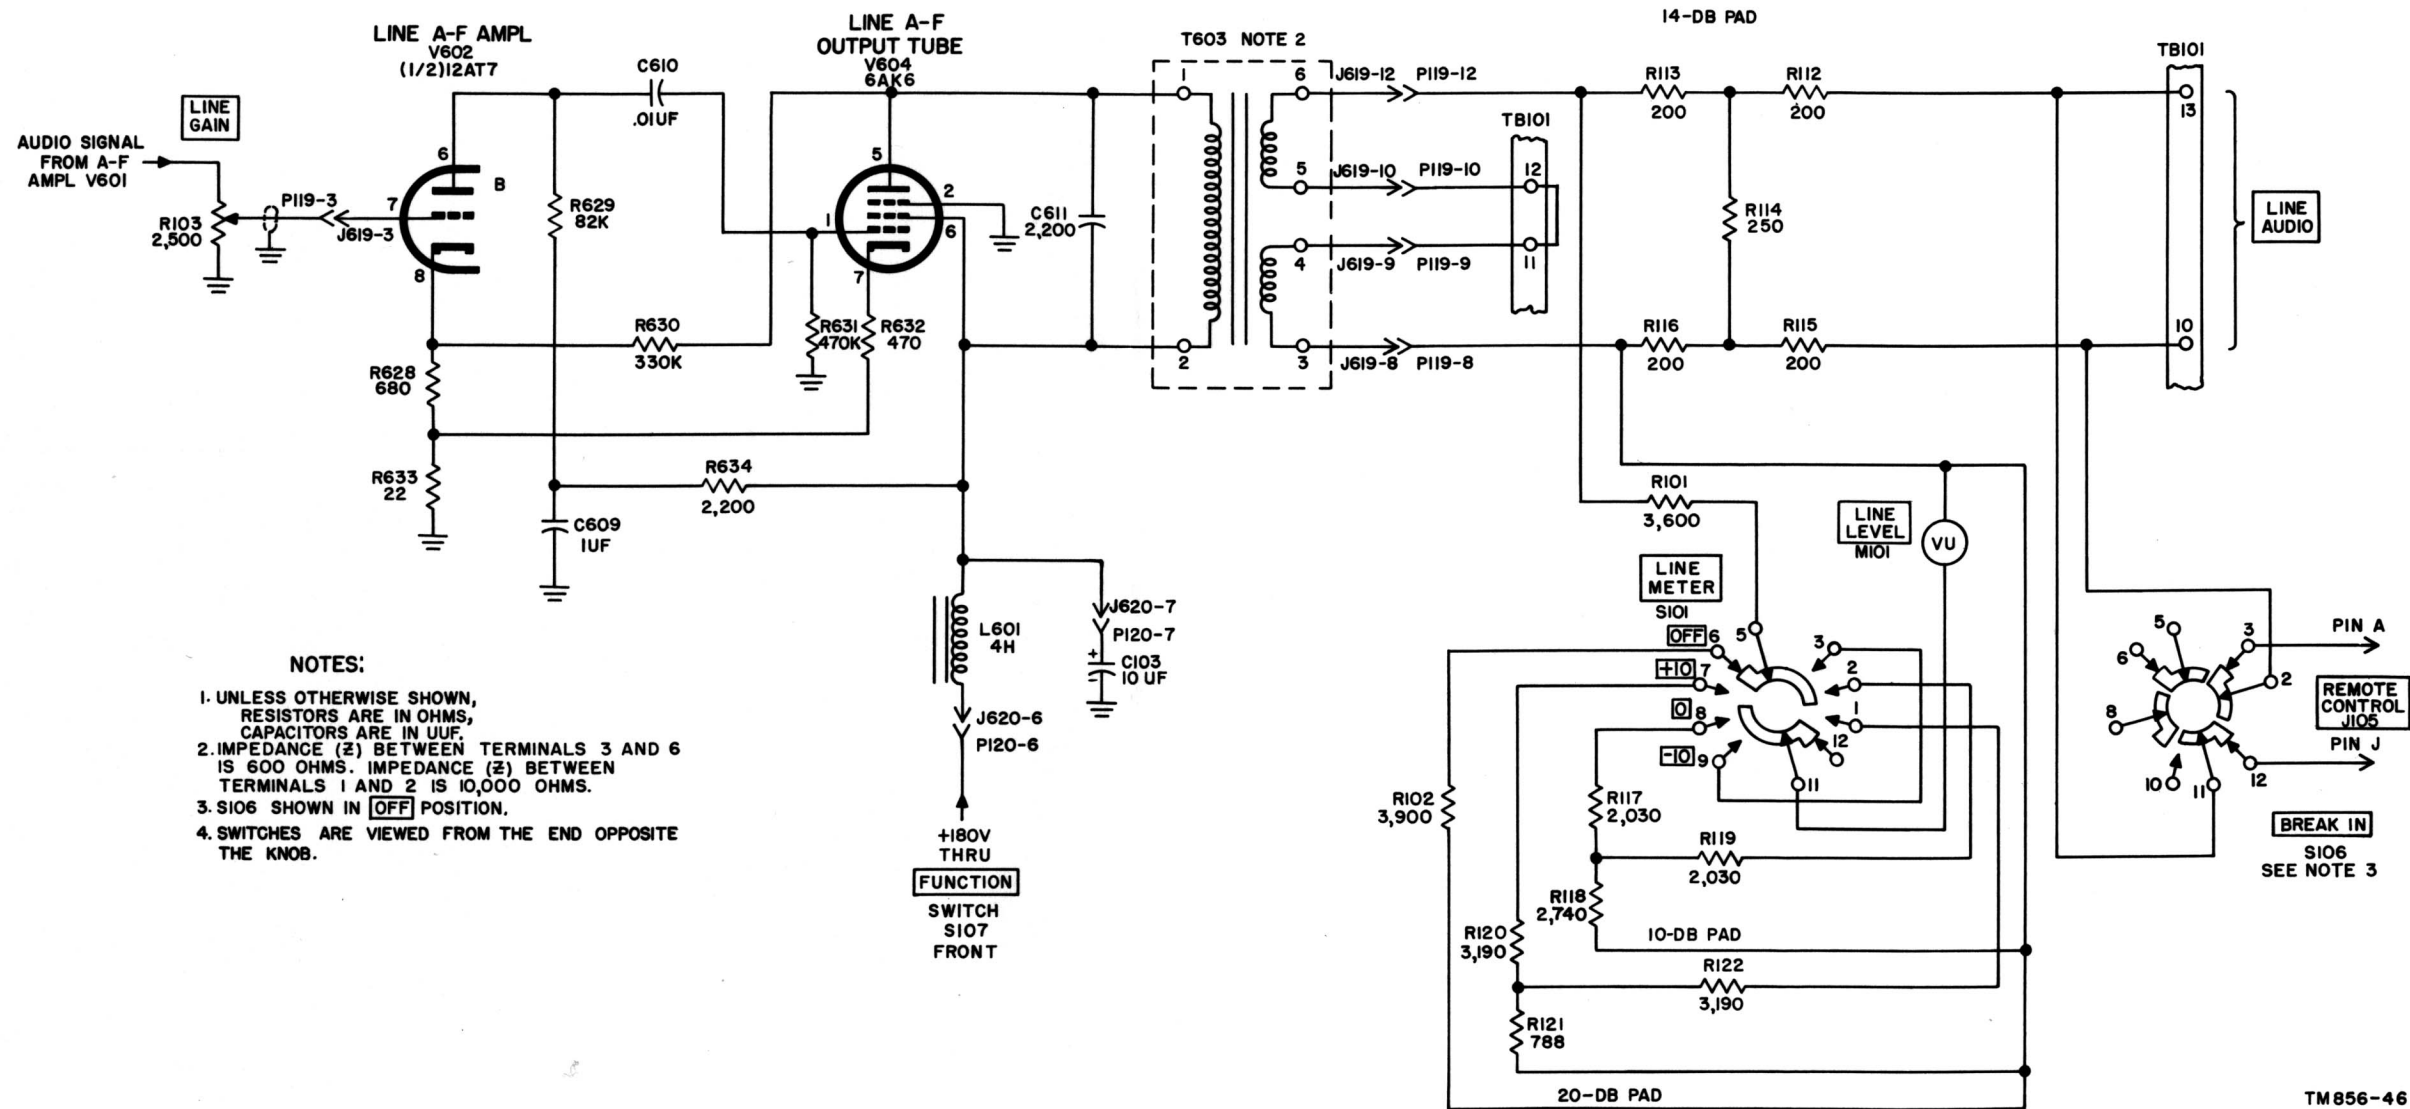 14-DB PAD
LINE A-F AMPL
V602
(1/2)12AT7
LINE A-F
OUTPUT TUBE
V604
6AK6
T603 NOTE 2
TB101
C610
.01UF
LINE
GAIN
AUDIO SIGNAL
FROM A-F
AMPL V601
R103
2,500
P119-3
J619-3
6
7
8
B
R629
82K
5
2
1
6
7
C611
2,200
1
2
6
5
4
3
J619-12 P119-12
J619-10 P119-10
J619-9 P119-9
J619-8 P119-8
TB101
12
11
R113
200
R112
200
R114
250
R116
200
R115
200
13
10
LINE
AUDIO
R630
330K
R631
470K
R632
470
R628
680
R633
22
R634
2,200
C609
1UF
R101
3,600
LINE
LEVEL
M101
VU
LINE
METER
S101
OFF 6
+10 7
0 8
-10 9
5
3
2
1
12
11
L601
4H
J620-7
P120-7
+
-
C103
10 UF
J620-6
P120-6
+180V
THRU
FUNCTION
SWITCH
S107
FRONT
R102
3,900
R117
2,030
R119
2,030
R118
2,740
10-DB PAD
R120
3,190
R122
3,190
R121
788
20-DB PAD
5
6
8
10
11
12
3
2
PIN A
REMOTE
CONTROL
J105
PIN J
BREAK IN
S106
SEE NOTE 3
NOTES:
1. UNLESS OTHERWISE SHOWN,
RESISTORS ARE IN OHMS,
CAPACITORS ARE IN UUF.
2. IMPEDANCE (Z) BETWEEN TERMINALS 3 AND 6
IS 600 OHMS. IMPEDANCE (Z) BETWEEN
TERMINALS 1 AND 2 IS 10,000 OHMS.
3. S106 SHOWN IN OFF POSITION.
4. SWITCHES ARE VIEWED FROM THE END OPPOSITE
THE KNOB.
TM856-46